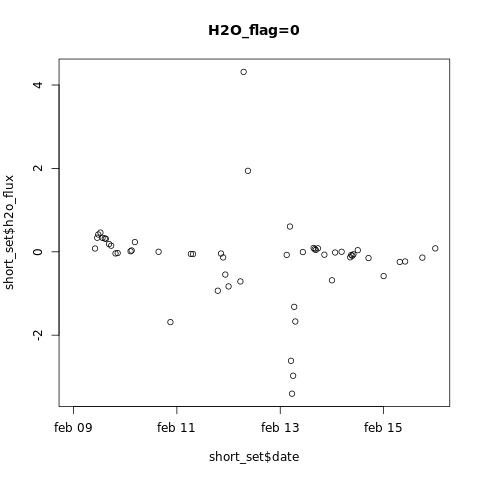 H2O_flag=0
short_set$h2o_flux
4
2
0
-2
feb 09 feb 11 feb 13 feb 15
short_set$date